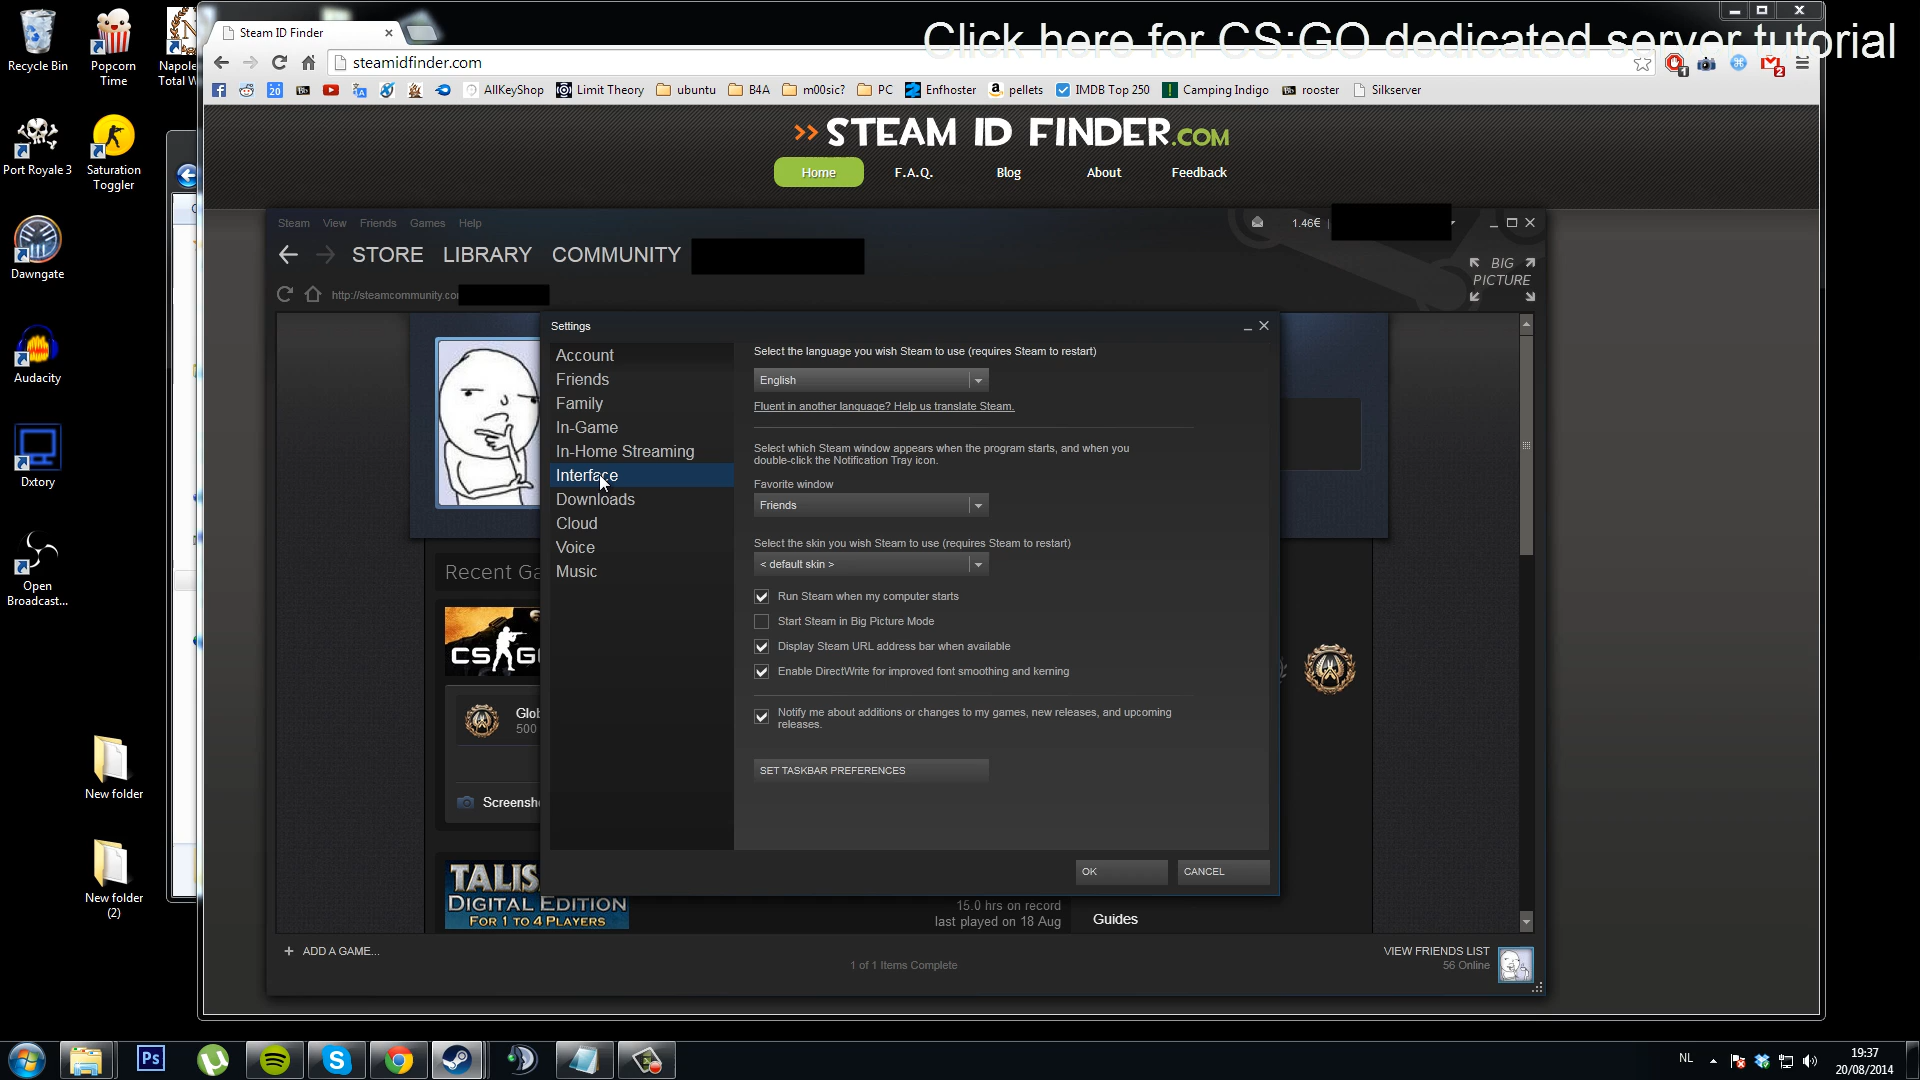 Recycle Bin
Popcorn
Time
Napole
Total W
Port Royale 3
Saturation
Toggler
Dawngate
Audacity
Dxtory
Open
Broadcast...
New folder
New folder
(2)
Steam ID Finder
Click here for CS:GO dedicated server tutorial
steamidfinder.com
1
2
20
AllKeyShop
Limit Theory
ubuntu
B4A
m00sic?
PC
Enfhoster
pellets
IMDB Top 250
Camping Indigo
rooster
Silkserver
>> STEAM ID FINDER.COM
Home
F.A.Q.
Blog
About
Feedback
Steam View Friends Games Help
1.46€
STORE LIBRARY COMMUNITY
BIG
PICTURE
http://steamcommunity.co
Settings
Account
Friends
Family
In-Game
In-Home Streaming
Interface
Downloads
Cloud
Voice
Music
Select the language you wish Steam to use (requires Steam to restart)
English
Fluent in another language? Help us translate Steam.
Select which Steam window appears when the program starts, and when you
double-click the Notification Tray icon.
Favorite window
Friends
Select the skin you wish Steam to use (requires Steam to restart)
< default skin >
Run Steam when my computer starts
Start Steam in Big Picture Mode
Display Steam URL address bar when available
Enable DirectWrite for improved font smoothing and kerning
Notify me about additions or changes to my games, new releases, and upcoming
releases.
SET TASKBAR PREFERENCES
OK
CANCEL
Recent Ga
CS GO
Glob
500
Screensh
TALIS
DIGITAL EDITION
FOR 1 TO 4 PLAYERS
15.0 hrs on record
last played on 18 Aug
Guides
+ ADD A GAME...
1 of 1 Items Complete
VIEW FRIENDS LIST
56 Online
Ps
NL
19:37
20/08/2014